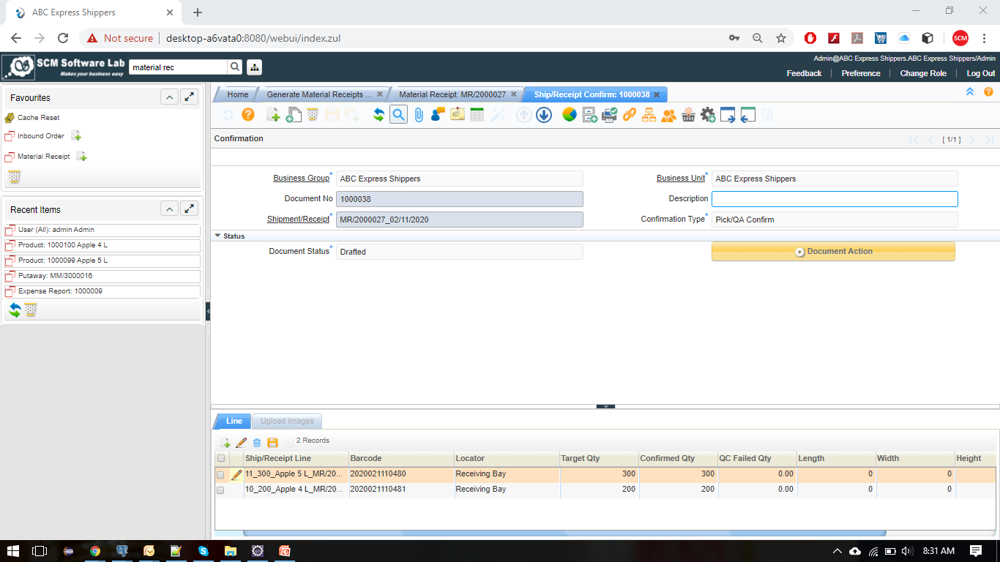 ABC Express Shippers
Not secure desktop-a6vata0:8080/webui/index.zul
SCM
SCM Software Lab
Makes your business easy
material rec
Admin@ABC Express Shippers.ABC Express Shippers/Admin
Feedback Preference Change Role Log Out
Favourites
Cache Reset
Inbound Order
Material Receipt
Recent Items
User (All): admin Admin
Product: 1000100 Apple 4 L
Product: 1000099 Apple 5 L
Putaway: MM/3000016
Expense Report: 1000009
Home Generate Material Receipts ... Material Receipt: MR/2000027 Ship/Receipt Confirm: 1000038
Confirmation [ 1/1 ]
Business Group* ABC Express Shippers Business Unit* ABC Express Shippers
Document No 1000038 Description
Shipment/Receipt* MR/2000027_02/11/2020 Confirmation Type* Pick/QA Confirm
Status
Document Status* Drafted Document Action
Line Upload Images
2 Records
Ship/Receipt Line Barcode Locator Target Qty Confirmed Qty QC Failed Qty Length Width Height
11_300_Apple 5 L_MR/20... 2020021110480 Receiving Bay 300 300 0.00 0 0
10_200_Apple 4 L_MR/20... 2020021110481 Receiving Bay 200 200 0.00 0 0
8:31 AM